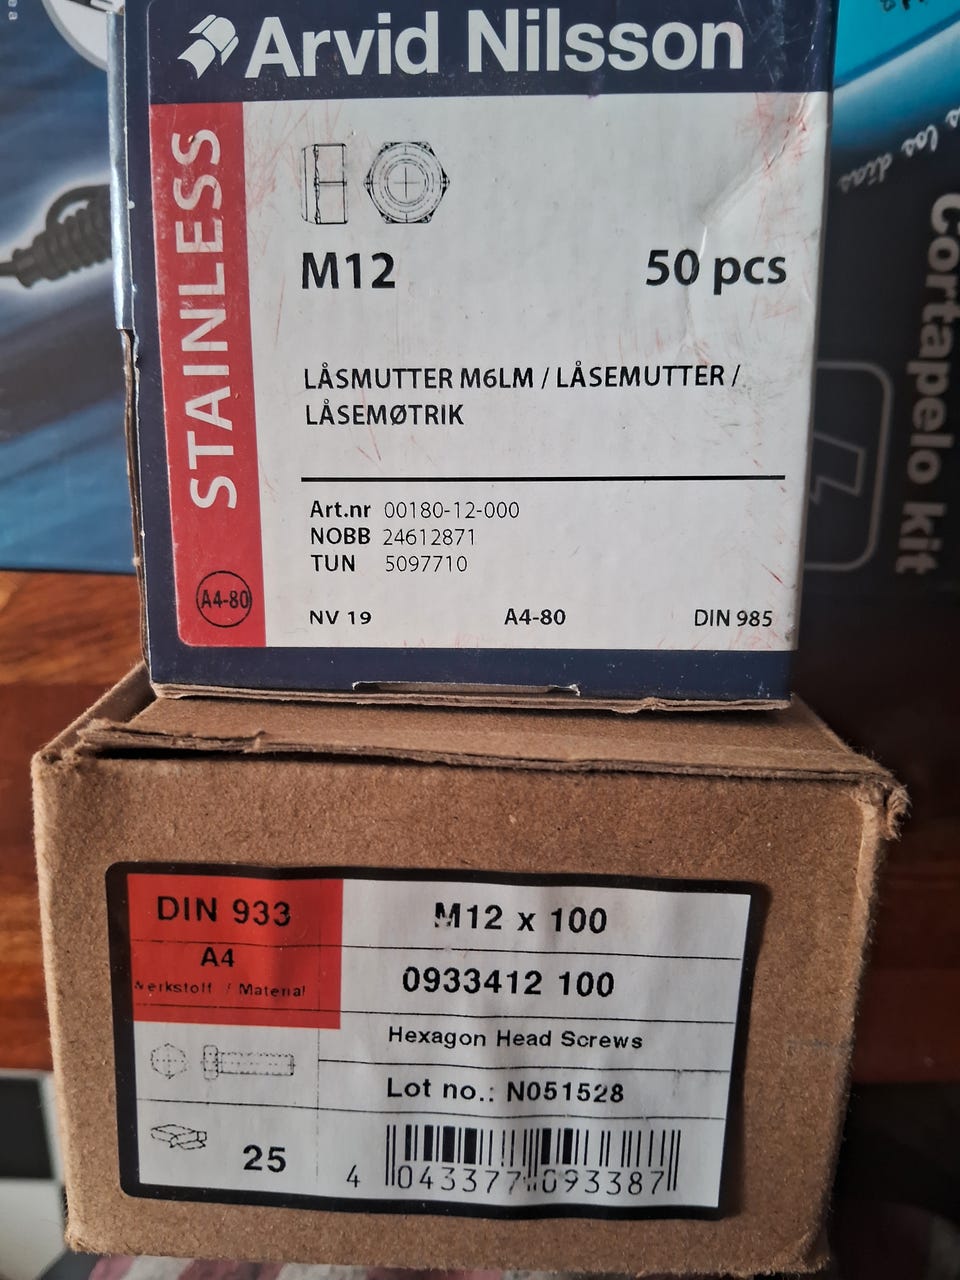 Arvid Nilsson
STAINLESS
M12 50 pcs
LÅSMUTTER M6LM / LÅSEMUTTER /
LÅSEMØTRIK
Art.nr 00180-12-000
NOBB 24612871
TUN 5097710
A4-80
NV 19 A4-80 DIN 985
los días
Cortapelo kit
DIN 933
A4
Werkstoff / Material
M12 x 100
0933412 100
Hexagon Head Screws
Lot no.: N051528
25
4 043377 093387